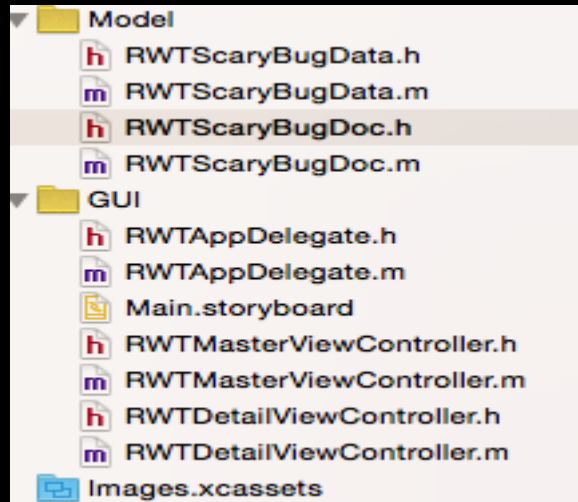 Model
h RWTScaryBugData.h
m RWTScaryBugData.m
h RWTScaryBugDoc.h
m RWTScaryBugDoc.m
GUI
h RWTAppDelegate.h
m RWTAppDelegate.m
Main.storyboard
h RWTMasterViewController.h
m RWTMasterViewController.m
h RWTDetailViewController.h
m RWTDetailViewController.m
Images.xcassets